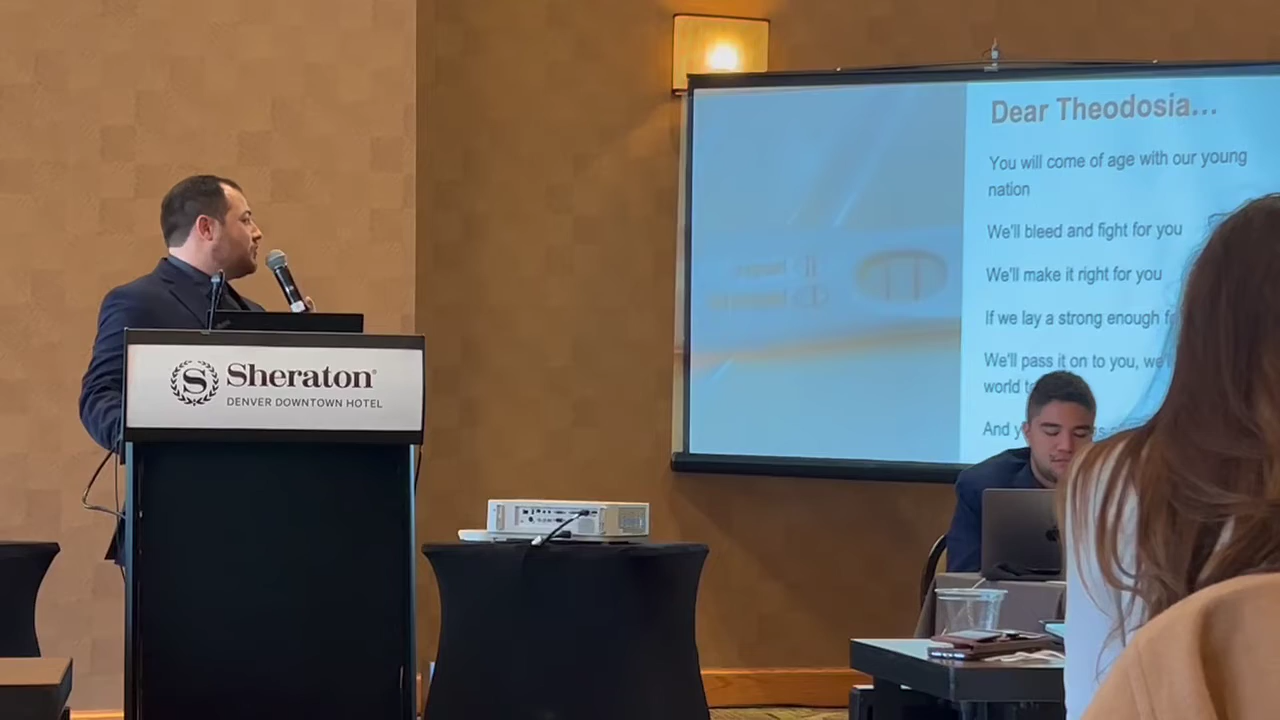 Dear Theodosia...
You will come of age with our young
nation
We'll bleed and fight for you
We'll make it right for you
If we lay a strong enough
We'll pass it on to you,
world
And
S Sheraton
DENVER DOWNTOWN HOTEL